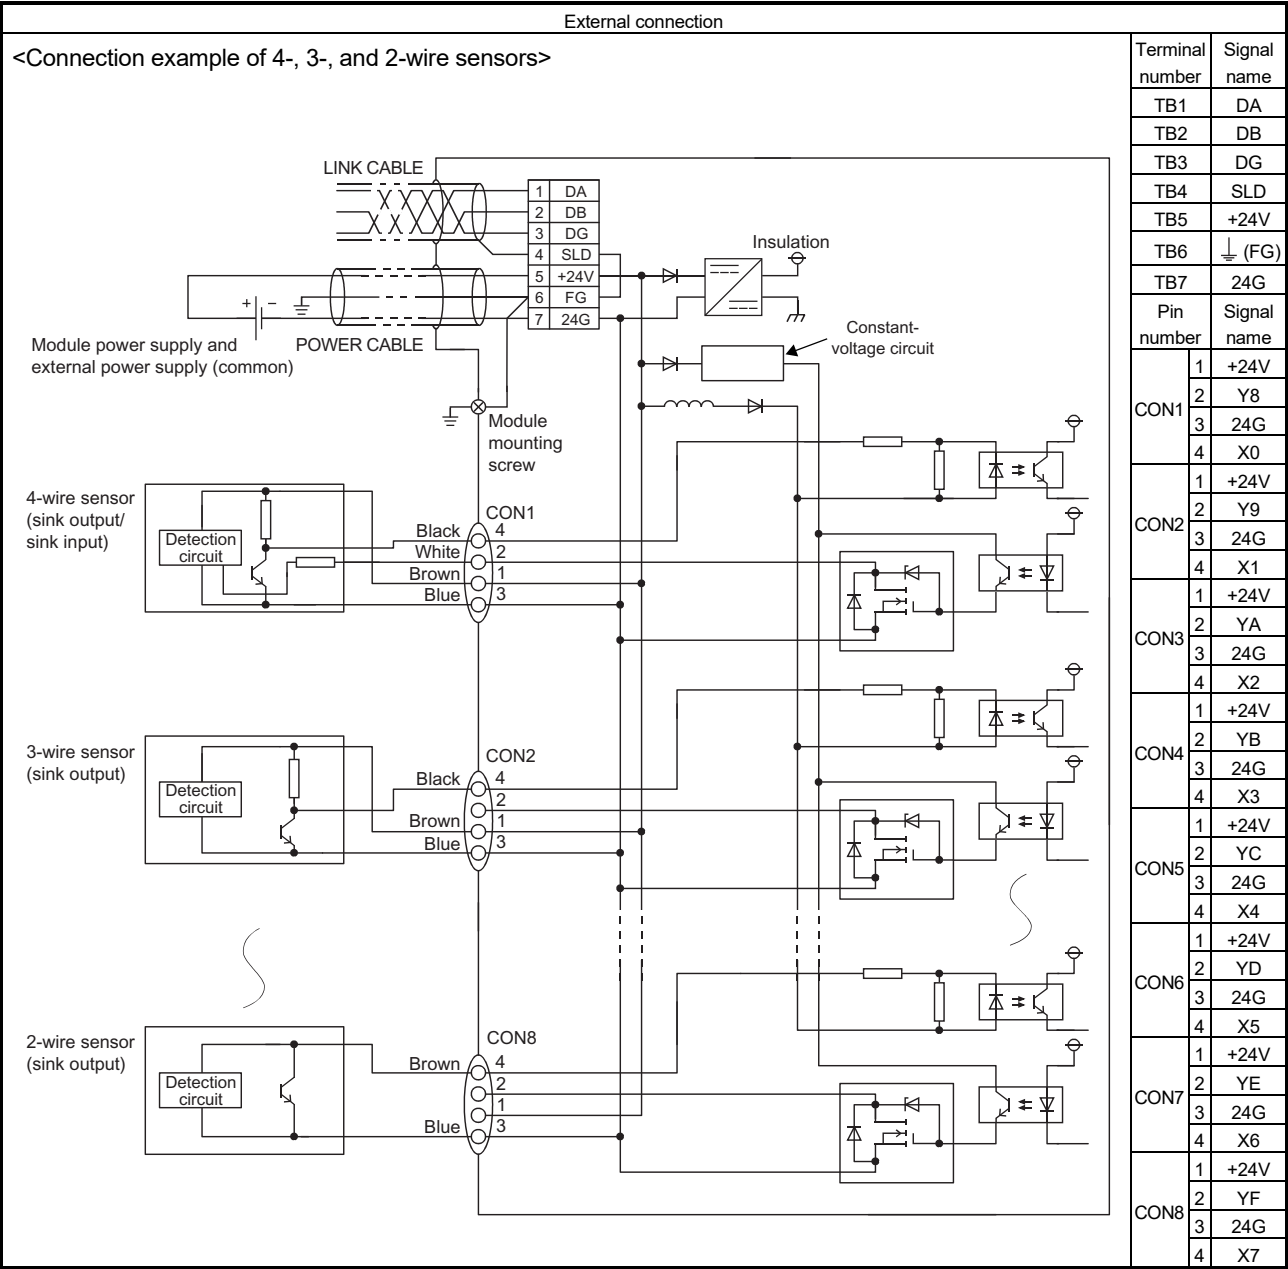 External connection
<Connection example of 4-, 3-, and 2-wire sensors>
LINK CABLE
1 DA
2 DB
3 DG
4 SLD
5 +24V
6 FG
7 24G
Insulation
+ −
Module power supply and
external power supply (common)
POWER CABLE
Constant-
voltage circuit
Module
mounting
screw
4-wire sensor
(sink output/
sink input)
Detection
circuit
CON1
Black 4
White 2
Brown 1
Blue 3
3-wire sensor
(sink output)
Detection
circuit
CON2
Black 4
2
Brown 1
Blue 3
2-wire sensor
(sink output)
Detection
circuit
CON8
Brown 4
2
1
Blue 3
Terminal number Signal name
TB1 DA
TB2 DB
TB3 DG
TB4 SLD
TB5 +24V
TB6 (FG)
TB7 24G
Pin number Signal name
CON1
1 +24V
2 Y8
3 24G
4 X0
CON2
1 +24V
2 Y9
3 24G
4 X1
CON3
1 +24V
2 YA
3 24G
4 X2
CON4
1 +24V
2 YB
3 24G
4 X3
CON5
1 +24V
2 YC
3 24G
4 X4
CON6
1 +24V
2 YD
3 24G
4 X5
CON7
1 +24V
2 YE
3 24G
4 X6
CON8
1 +24V
2 YF
3 24G
4 X7